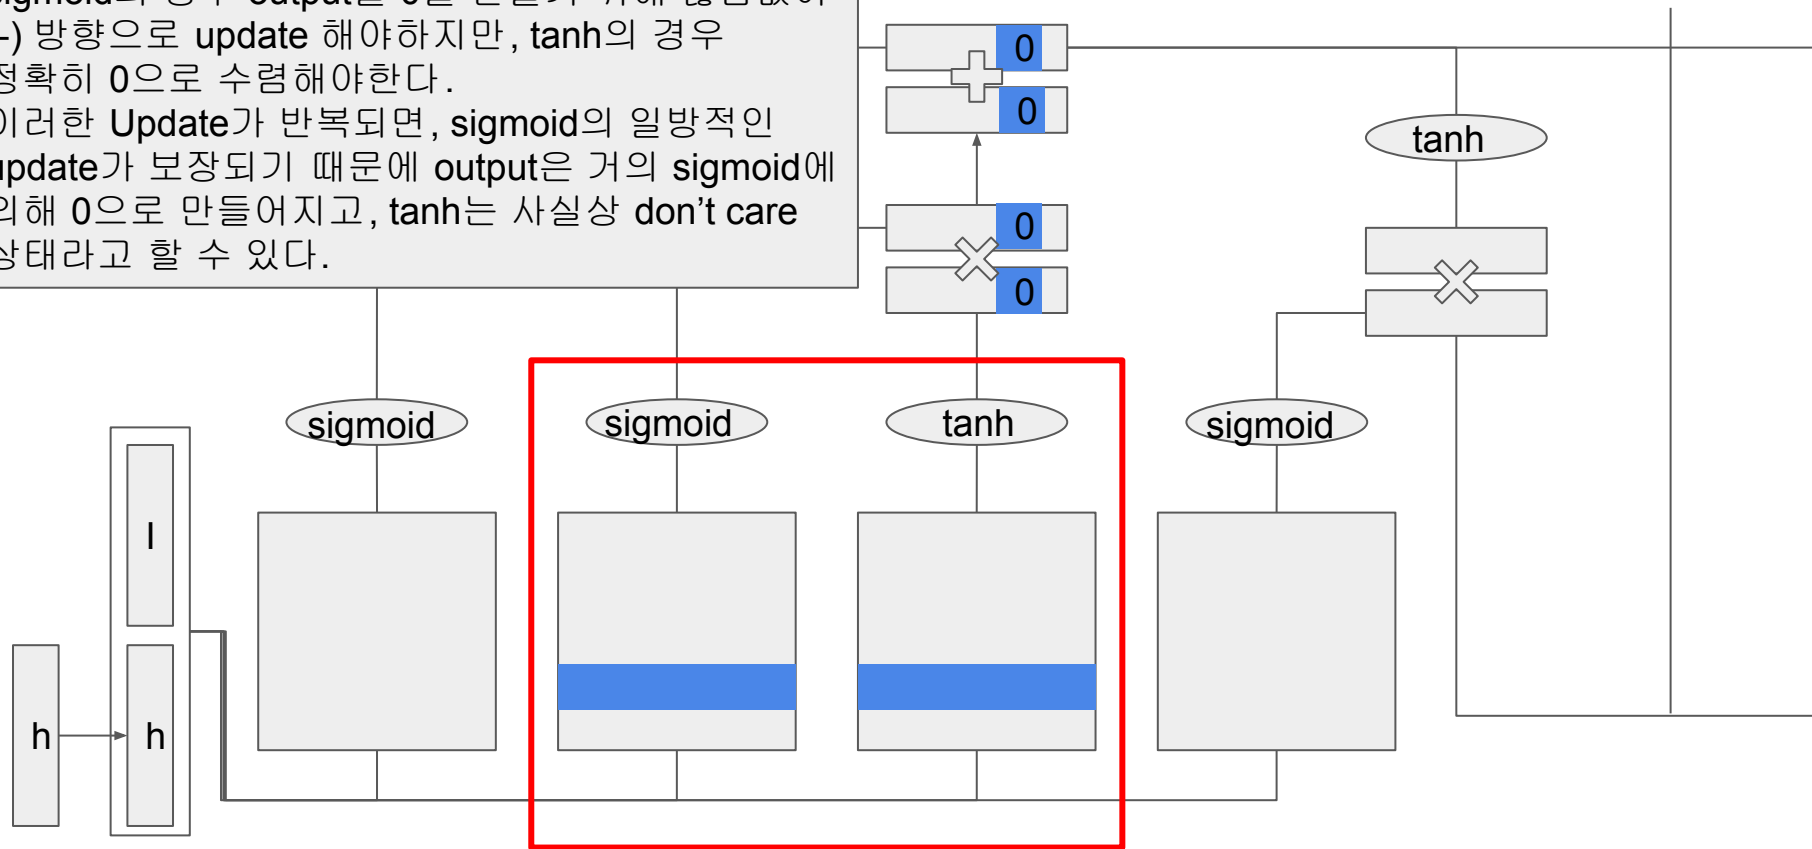 방향으로 update 해야하지만, tanh의 경우
정확히 0으로 수렴해야한다.
이러한 Update가 반복되면, sigmoid의 일방적인
update가 보장되기 때문에 output은 거의 sigmoid에
의해 0으로 만들어지고, tanh는 사실상 don't care
상태라고 할 수 있다.
0
0
tanh
0
0
sigmoid
sigmoid
tanh
sigmoid
I
h
h